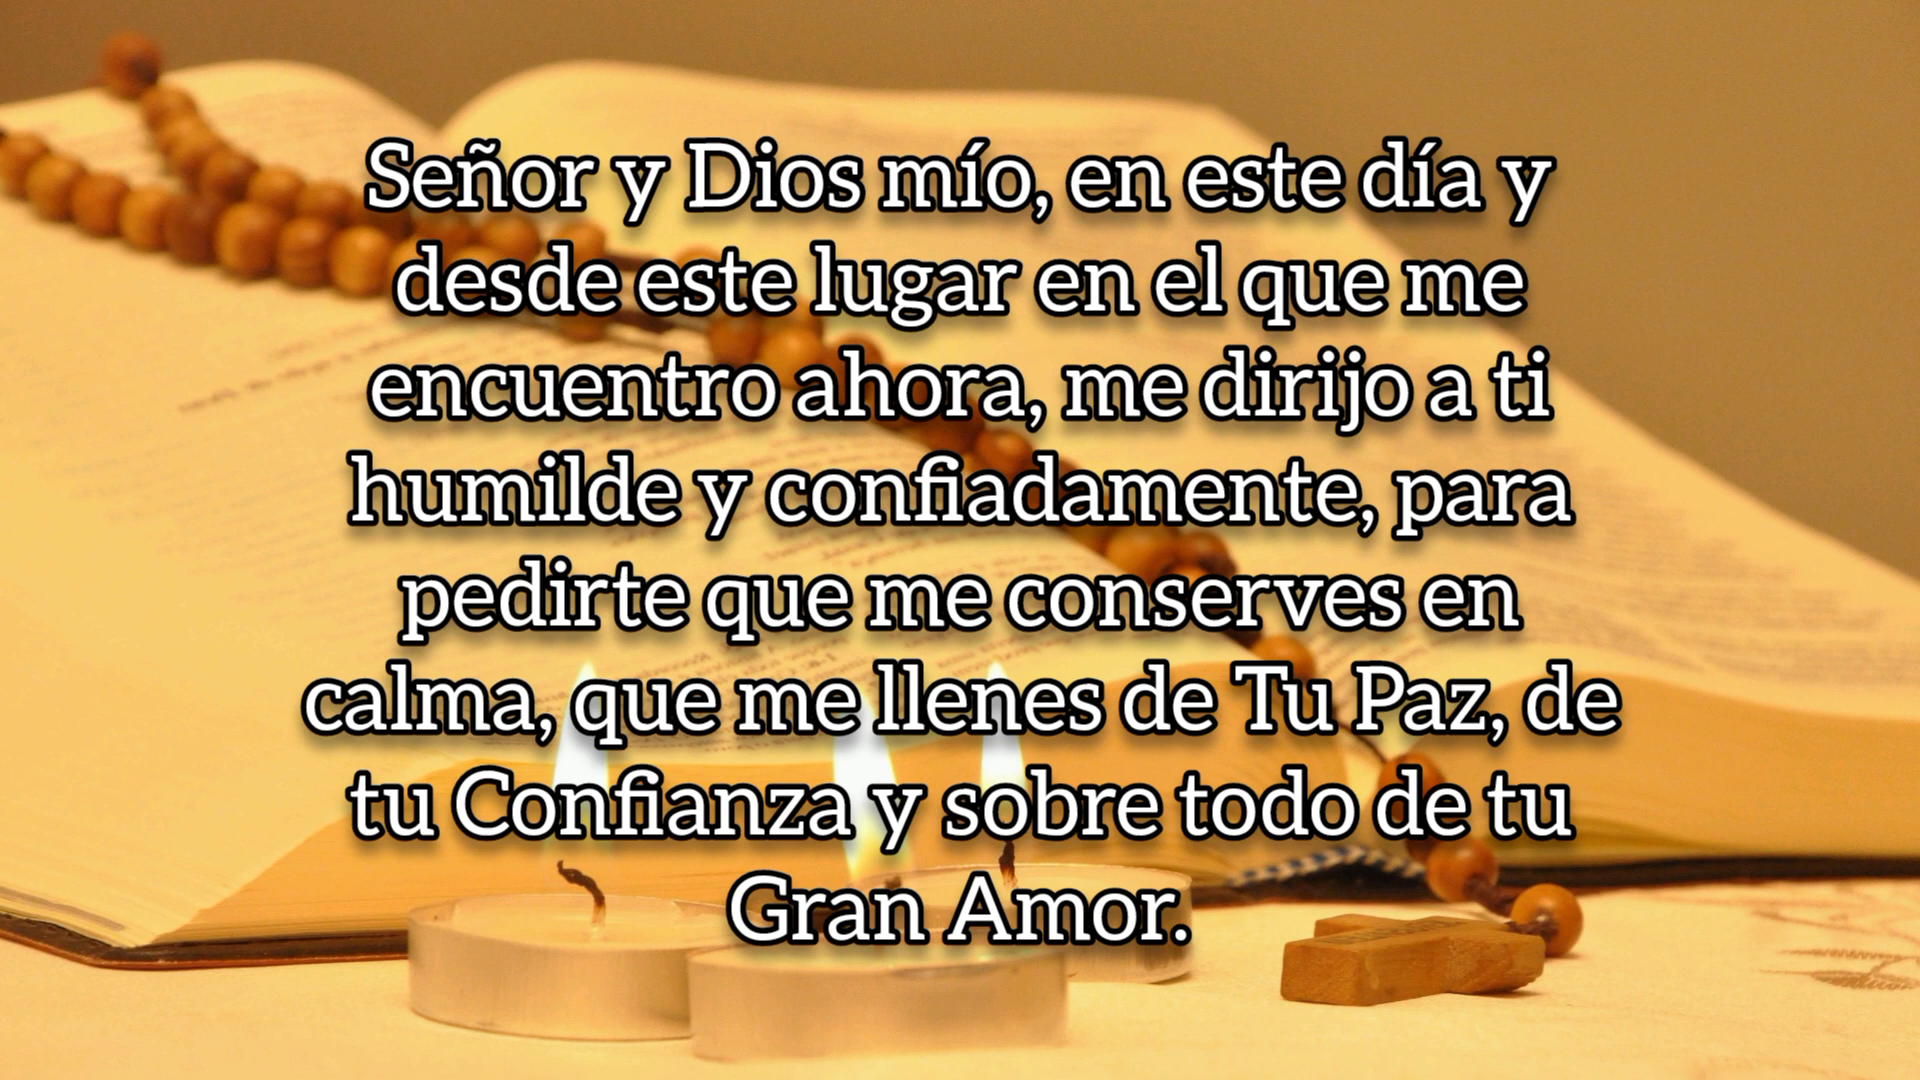 Señor y Dios mío, en este día y
desde este lugar en el que me
encuentro ahora, me dirijo a ti
humilde y confiadamente, para
pedirte que me conserves en
calma, que me llenes de Tu Paz, de
tu Confianza y sobre todo de tu
Gran Amor.